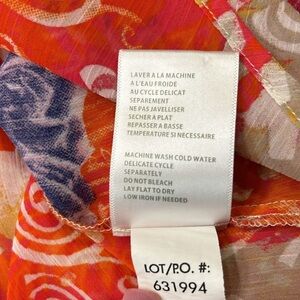 LAVER A LA MACHINE
A L'EAU FROIDE
AU CYCLE DELICAT
SEPAREMENT
NE PAS JAVELLISER
SECHER A PLAT
REPASSER A BASSE
TEMPERATURE SI NECESSAIRE
MACHINE WASH COLD WATER
DELICATE CYCLE
SEPARATELY
DO NOT BLEACH
LAY FLAT TO DRY
LOW IRON IF NEEDED
LOT/P.O. #:
631994